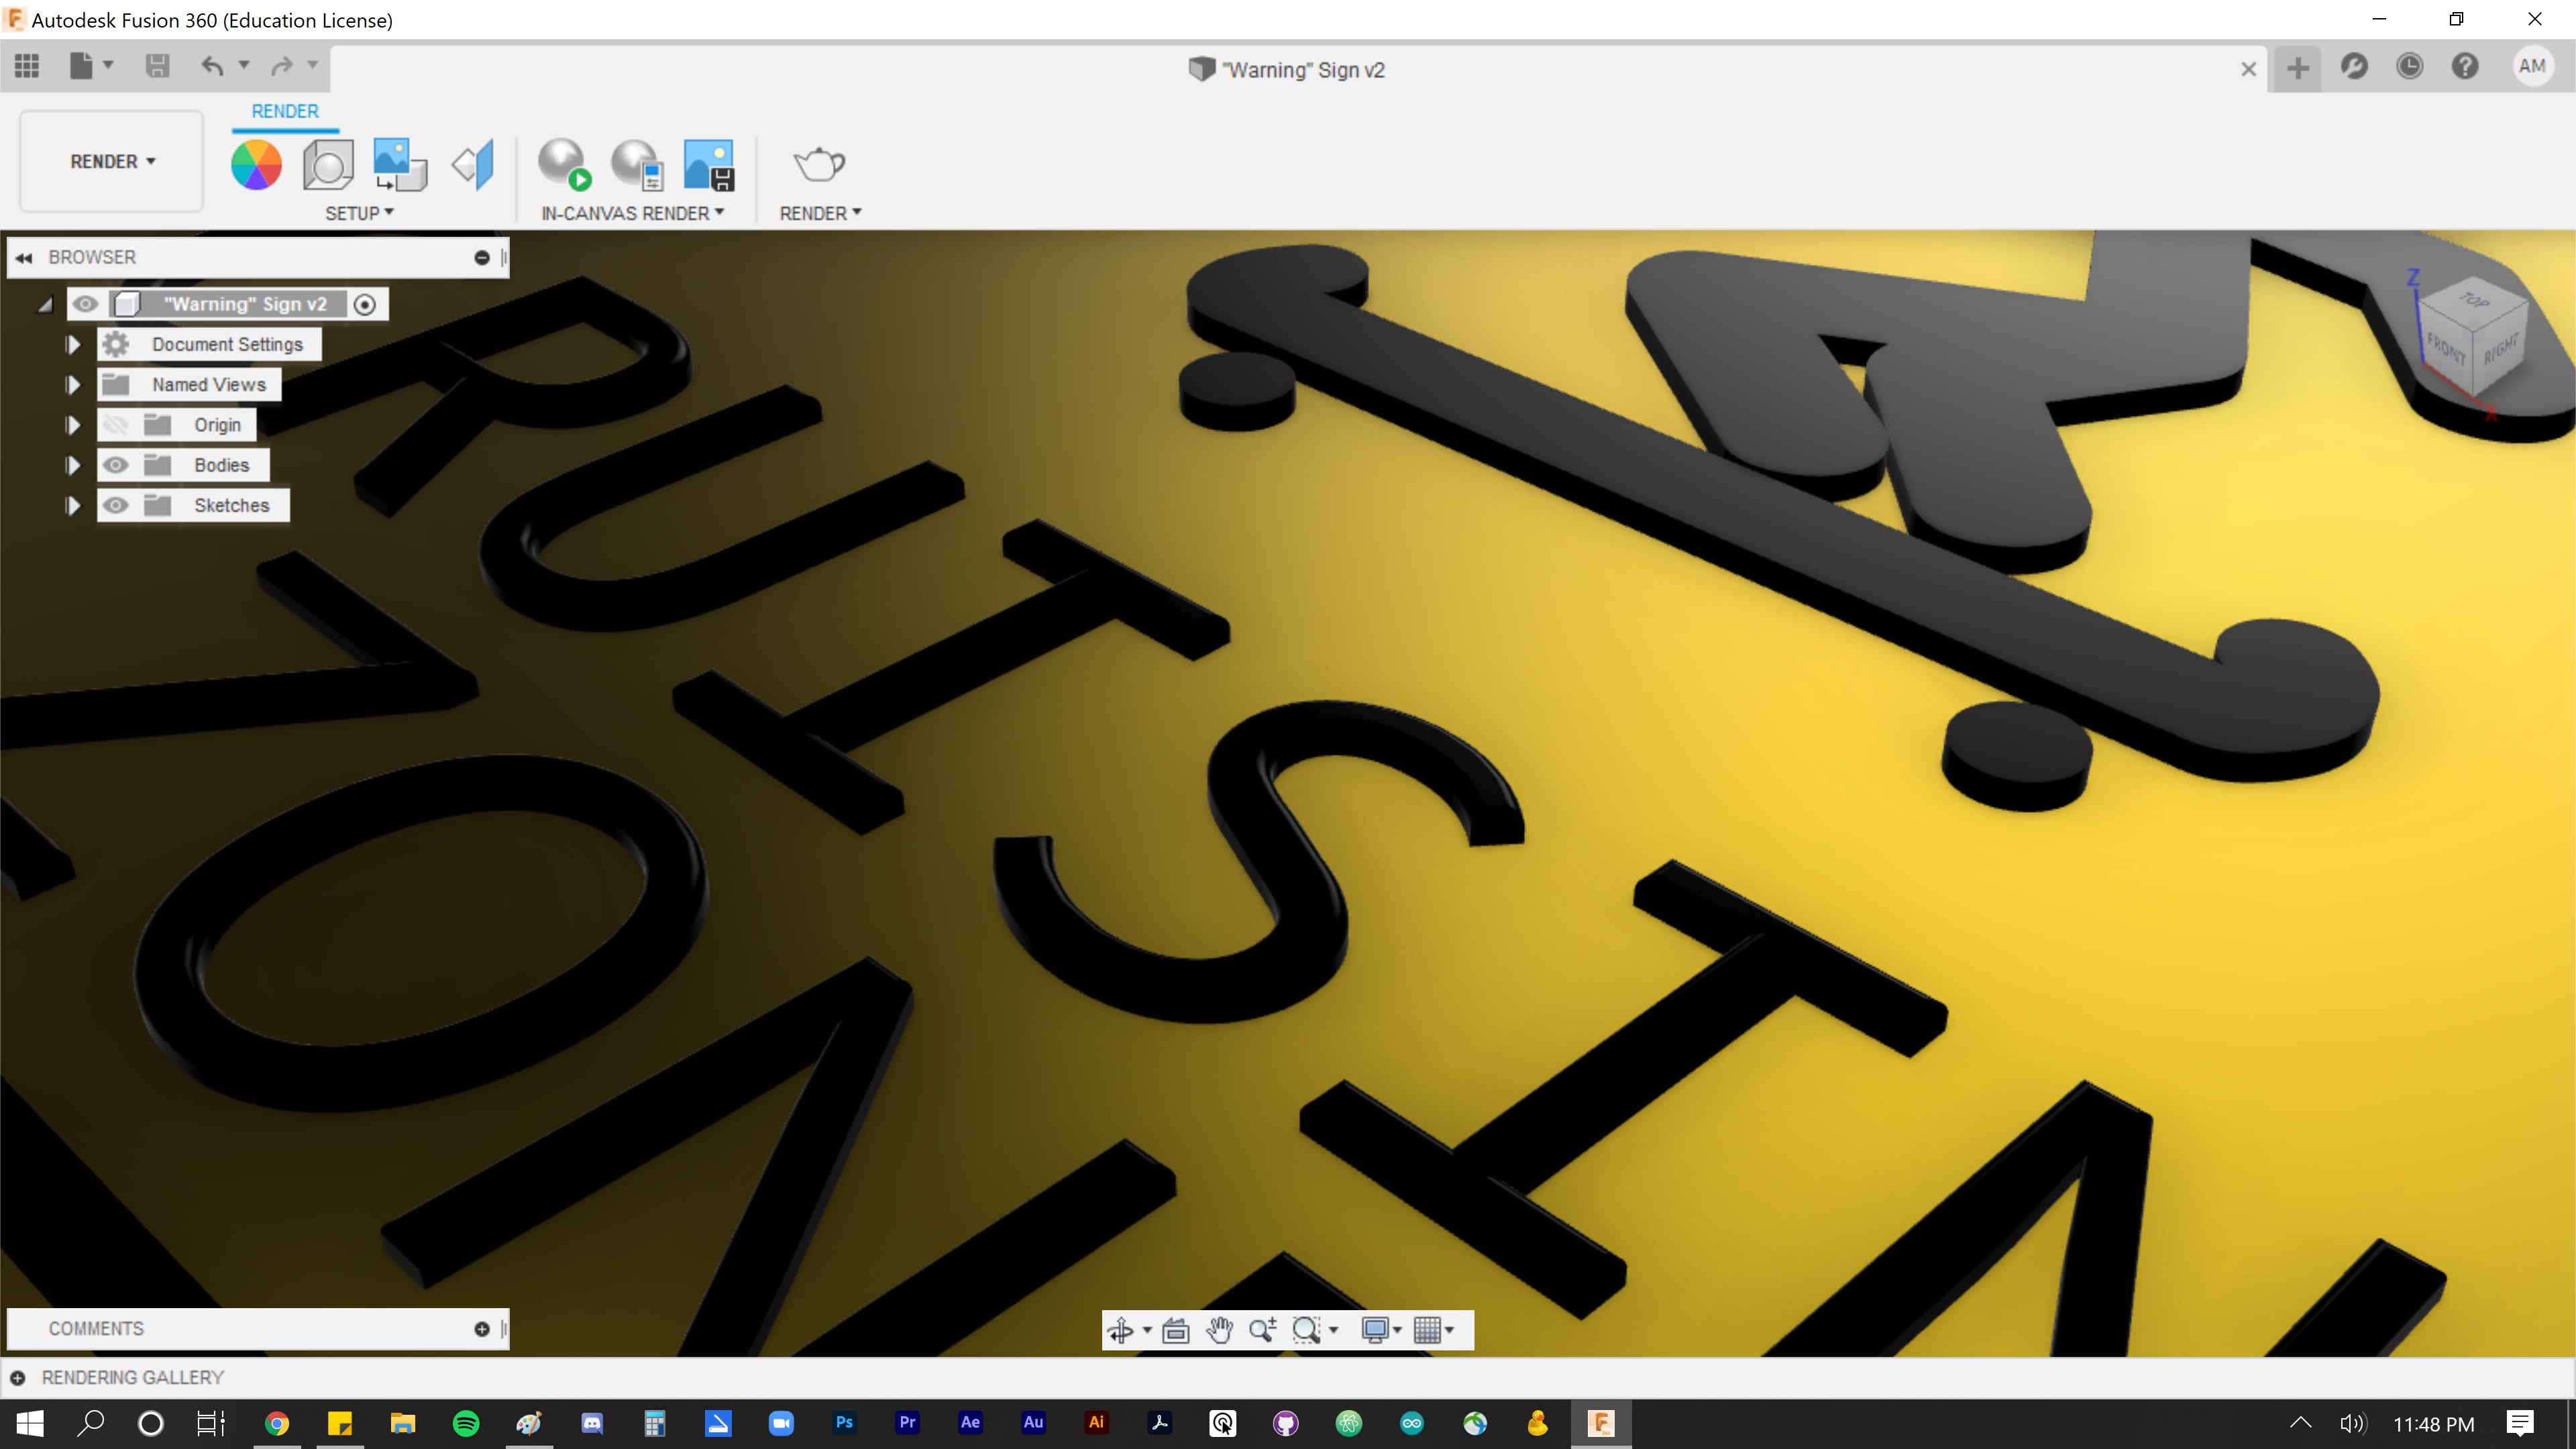 Autodesk Fusion 360 (Education License)
"Warning" Sign v2
AM
RENDER
RENDER
SETUP
IN-CANVAS RENDER
RENDER
BROWSER
"Warning" Sign v2
Document Settings
Named Views
Origin
Bodies
Sketches
Z
TOP
FRONT
RIGHT
X
RUISIN
COMMENTS
RENDERING GALLERY
Ps
Pr
Ae
Au
Ai
11:48 PM